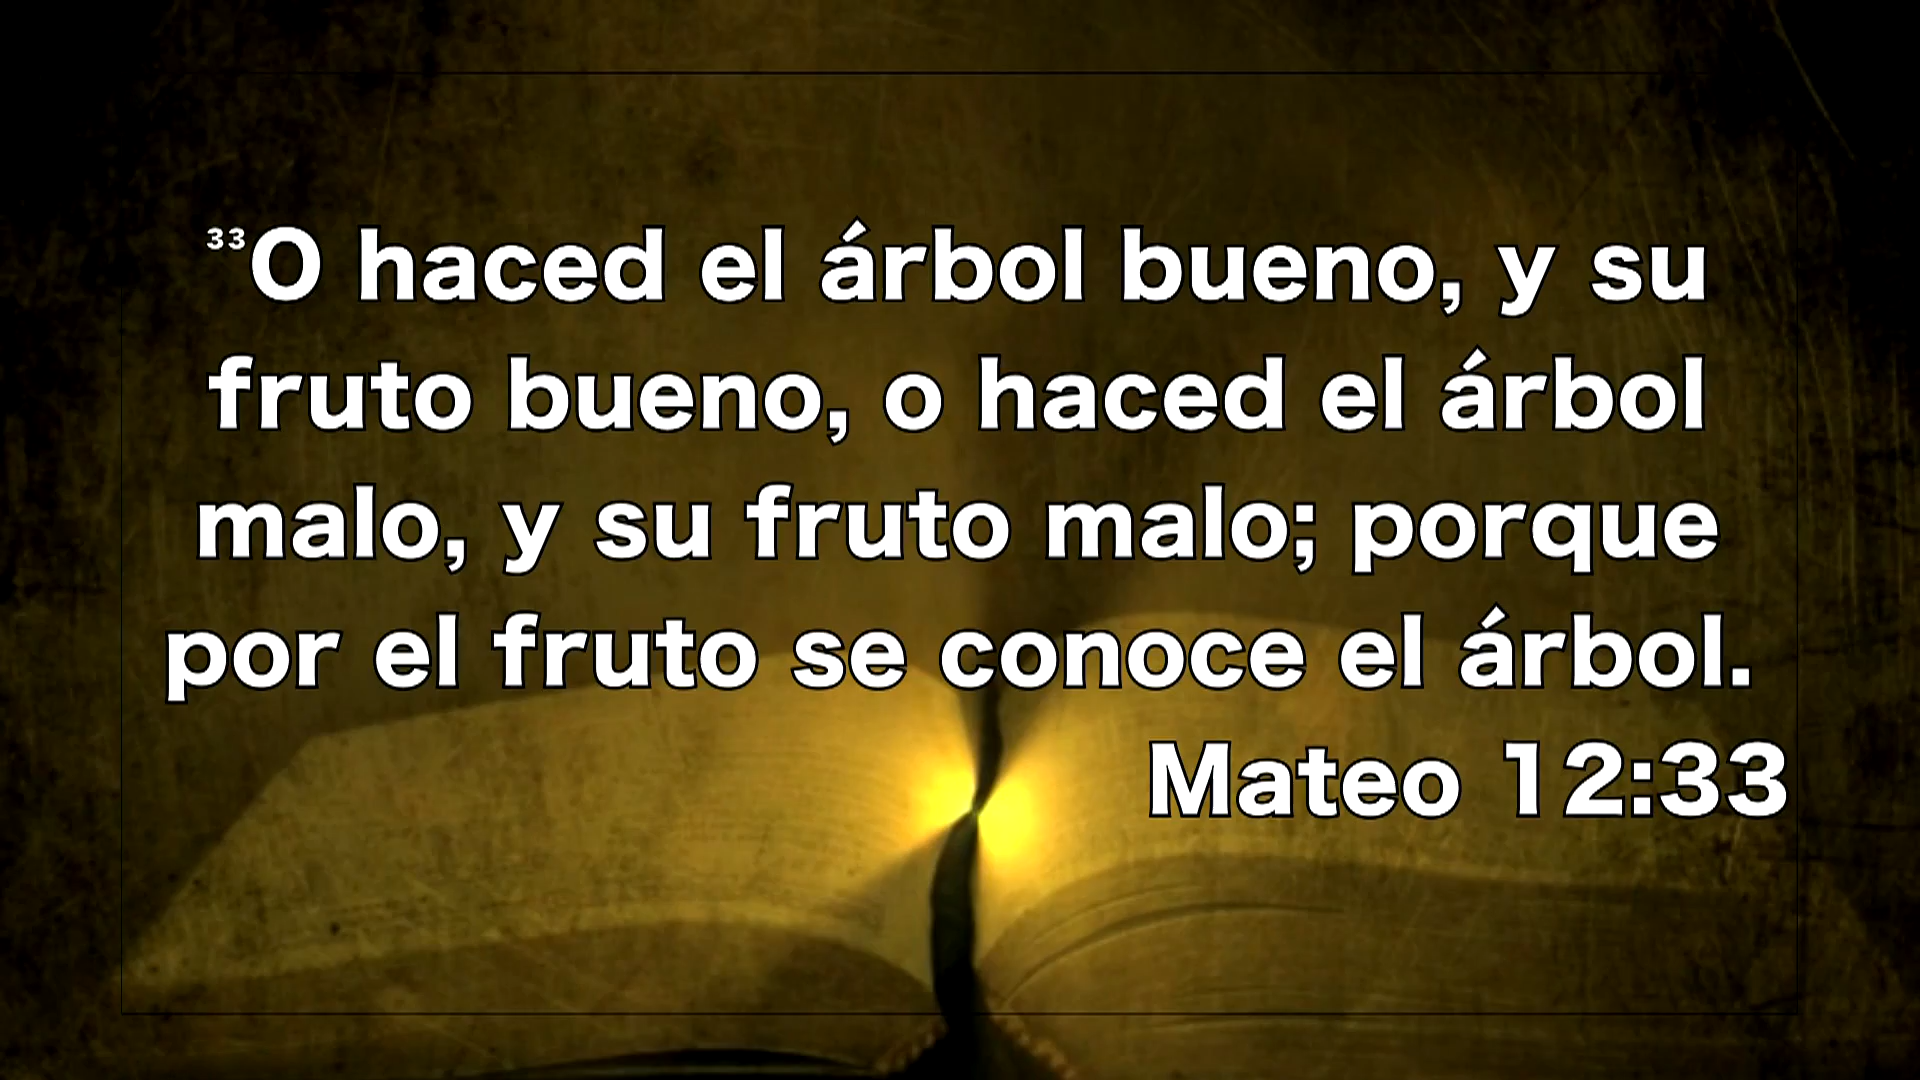 ³³O haced el árbol bueno, y su
fruto bueno, o haced el árbol
malo, y su fruto malo; porque
por el fruto se conoce el árbol.
Mateo 12:33